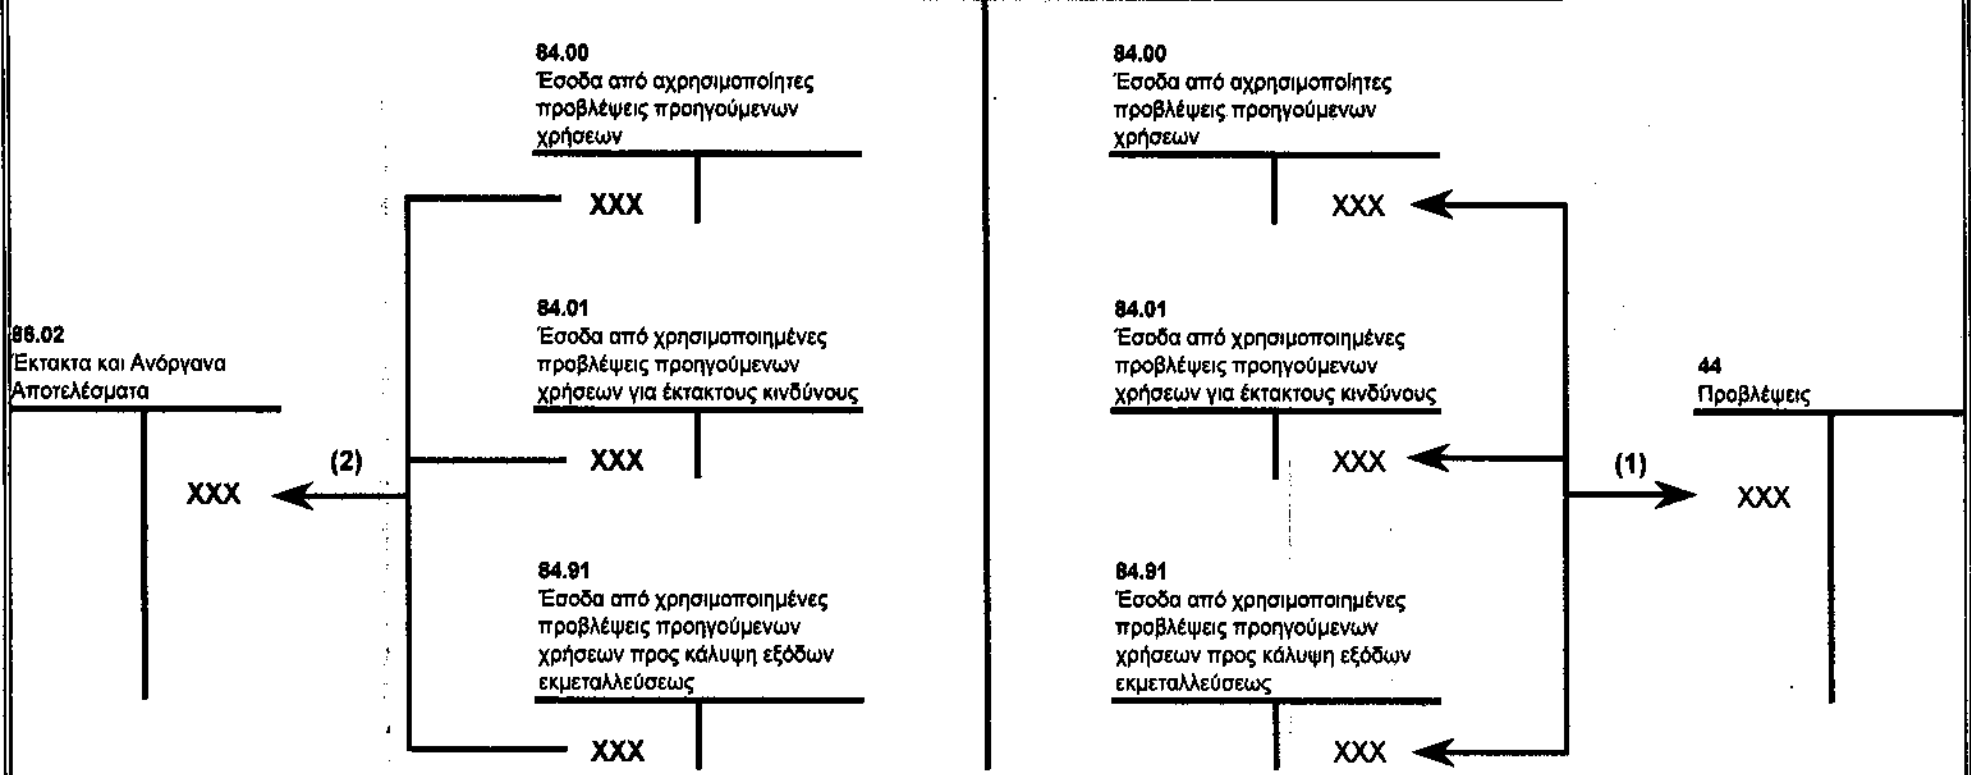 84.00
Έσοδα από αχρησιμοποίητες
προβλέψεις προηγούμενων
χρήσεων
XXX
84.01
Έσοδα από χρησιμοποιημένες
προβλέψεις προηγούμενων
χρήσεων για έκτακτους κινδύνους
XXX
86.02
Έκτακτα και Ανόργανα
Αποτελέσματα
(2)
XXX
84.91
Έσοδα από χρησιμοποιημένες
προβλέψεις προηγούμενων
χρήσεων προς κάλυψη εξόδων
εκμεταλλεύσεως
XXX
84.00
Έσοδα από αχρησιμοποίητες
προβλέψεις προηγούμενων
χρήσεων
XXX
84.01
Έσοδα από χρησιμοποιημένες
προβλέψεις προηγούμενων
χρήσεων για έκτακτους κινδύνους
XXX
44
Προβλέψεις
(1)
XXX
84.91
Έσοδα από χρησιμοποιημένες
προβλέψεις προηγούμενων
χρήσεων προς κάλυψη εξόδων
εκμεταλλεύσεως
XXX